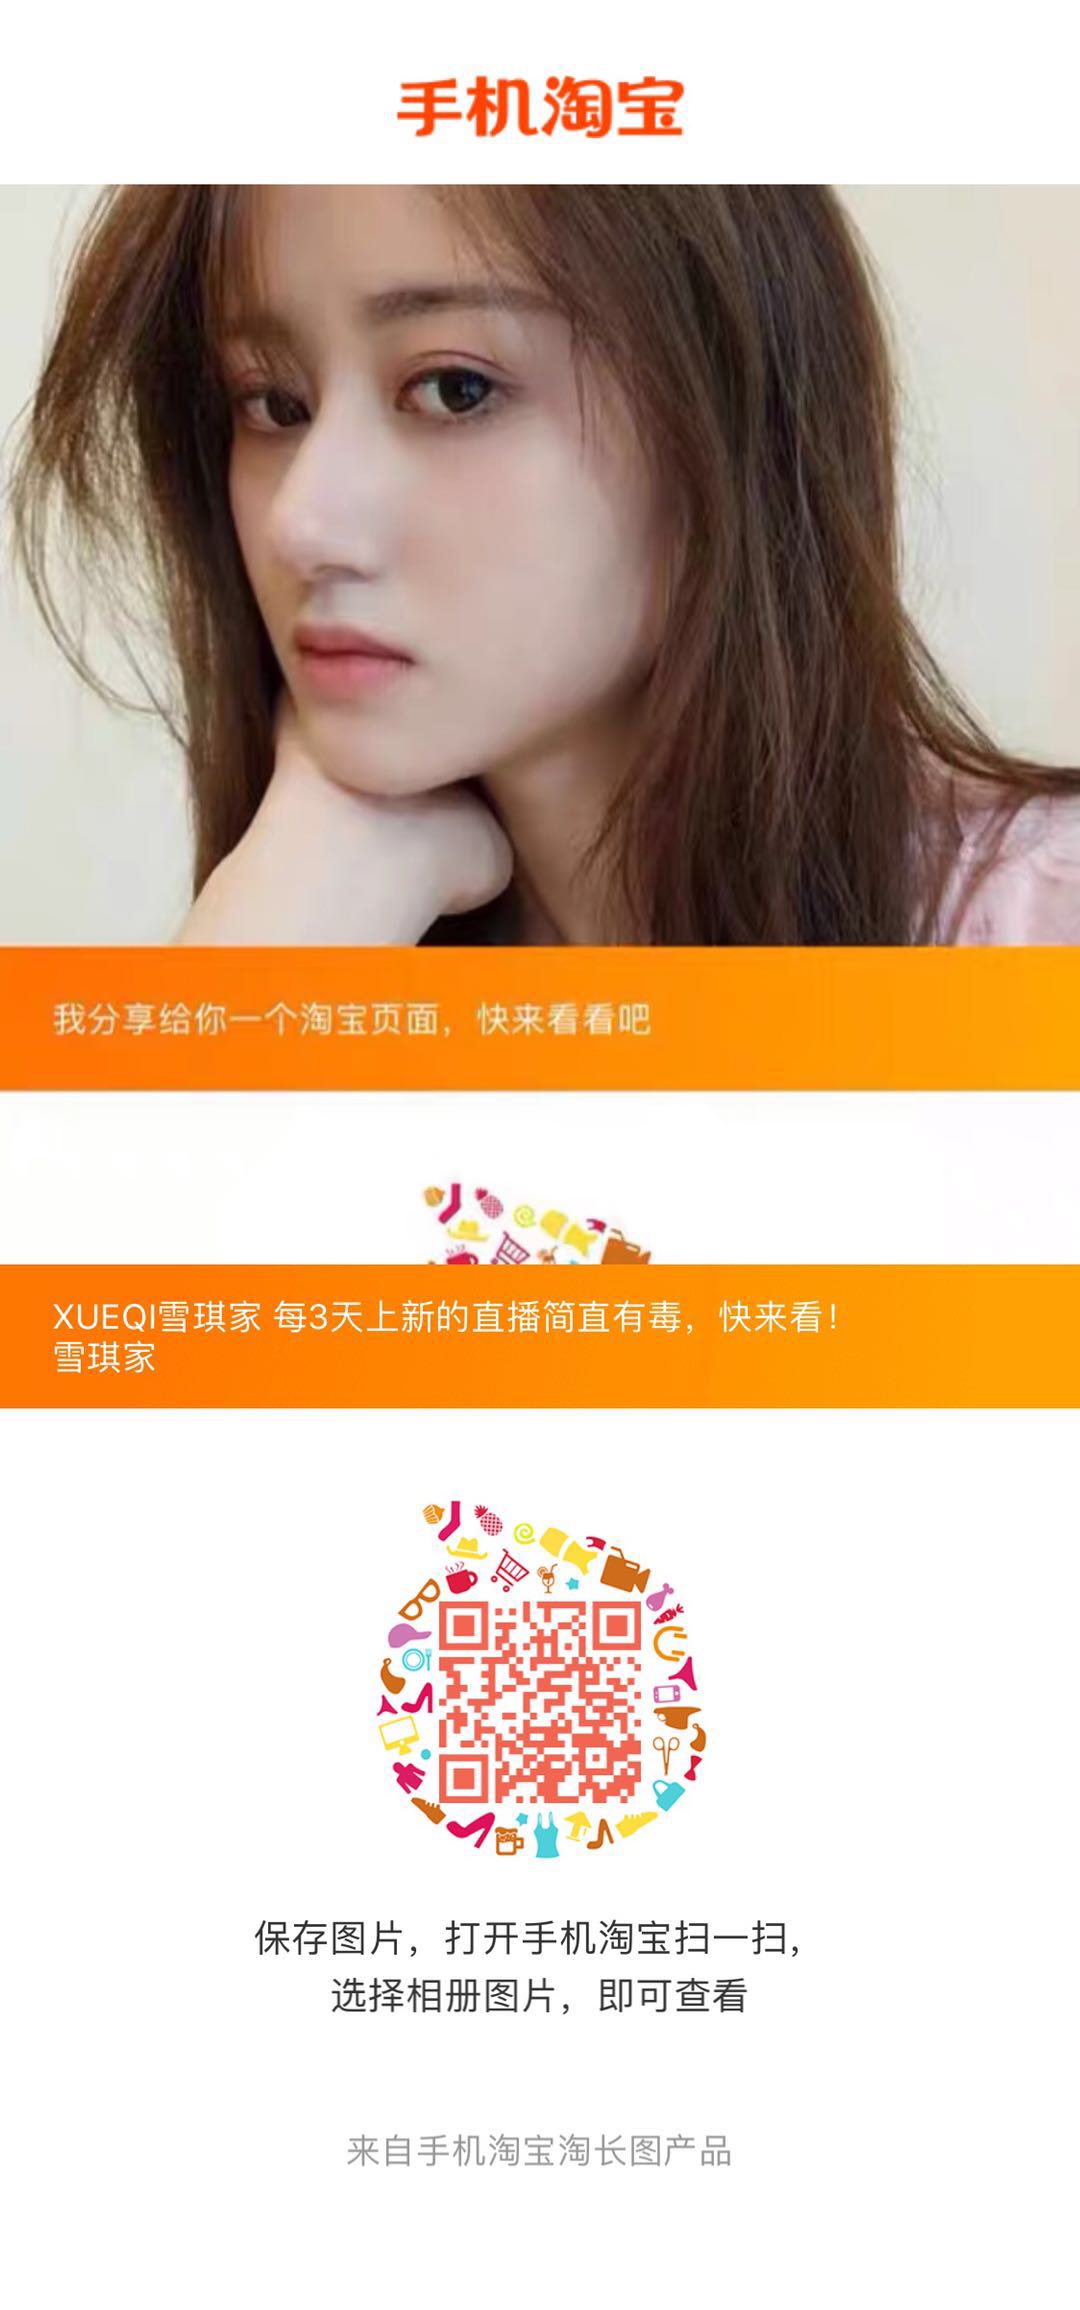 手机淘宝
我分享给你一个淘宝页面，快来看看吧
XUEQI雪琪家 每3天上新的直播简直有毒，快来看！
雪琪家
保存图片，打开手机淘宝扫一扫，
选择相册图片，即可查看
来自手机淘宝淘长图产品